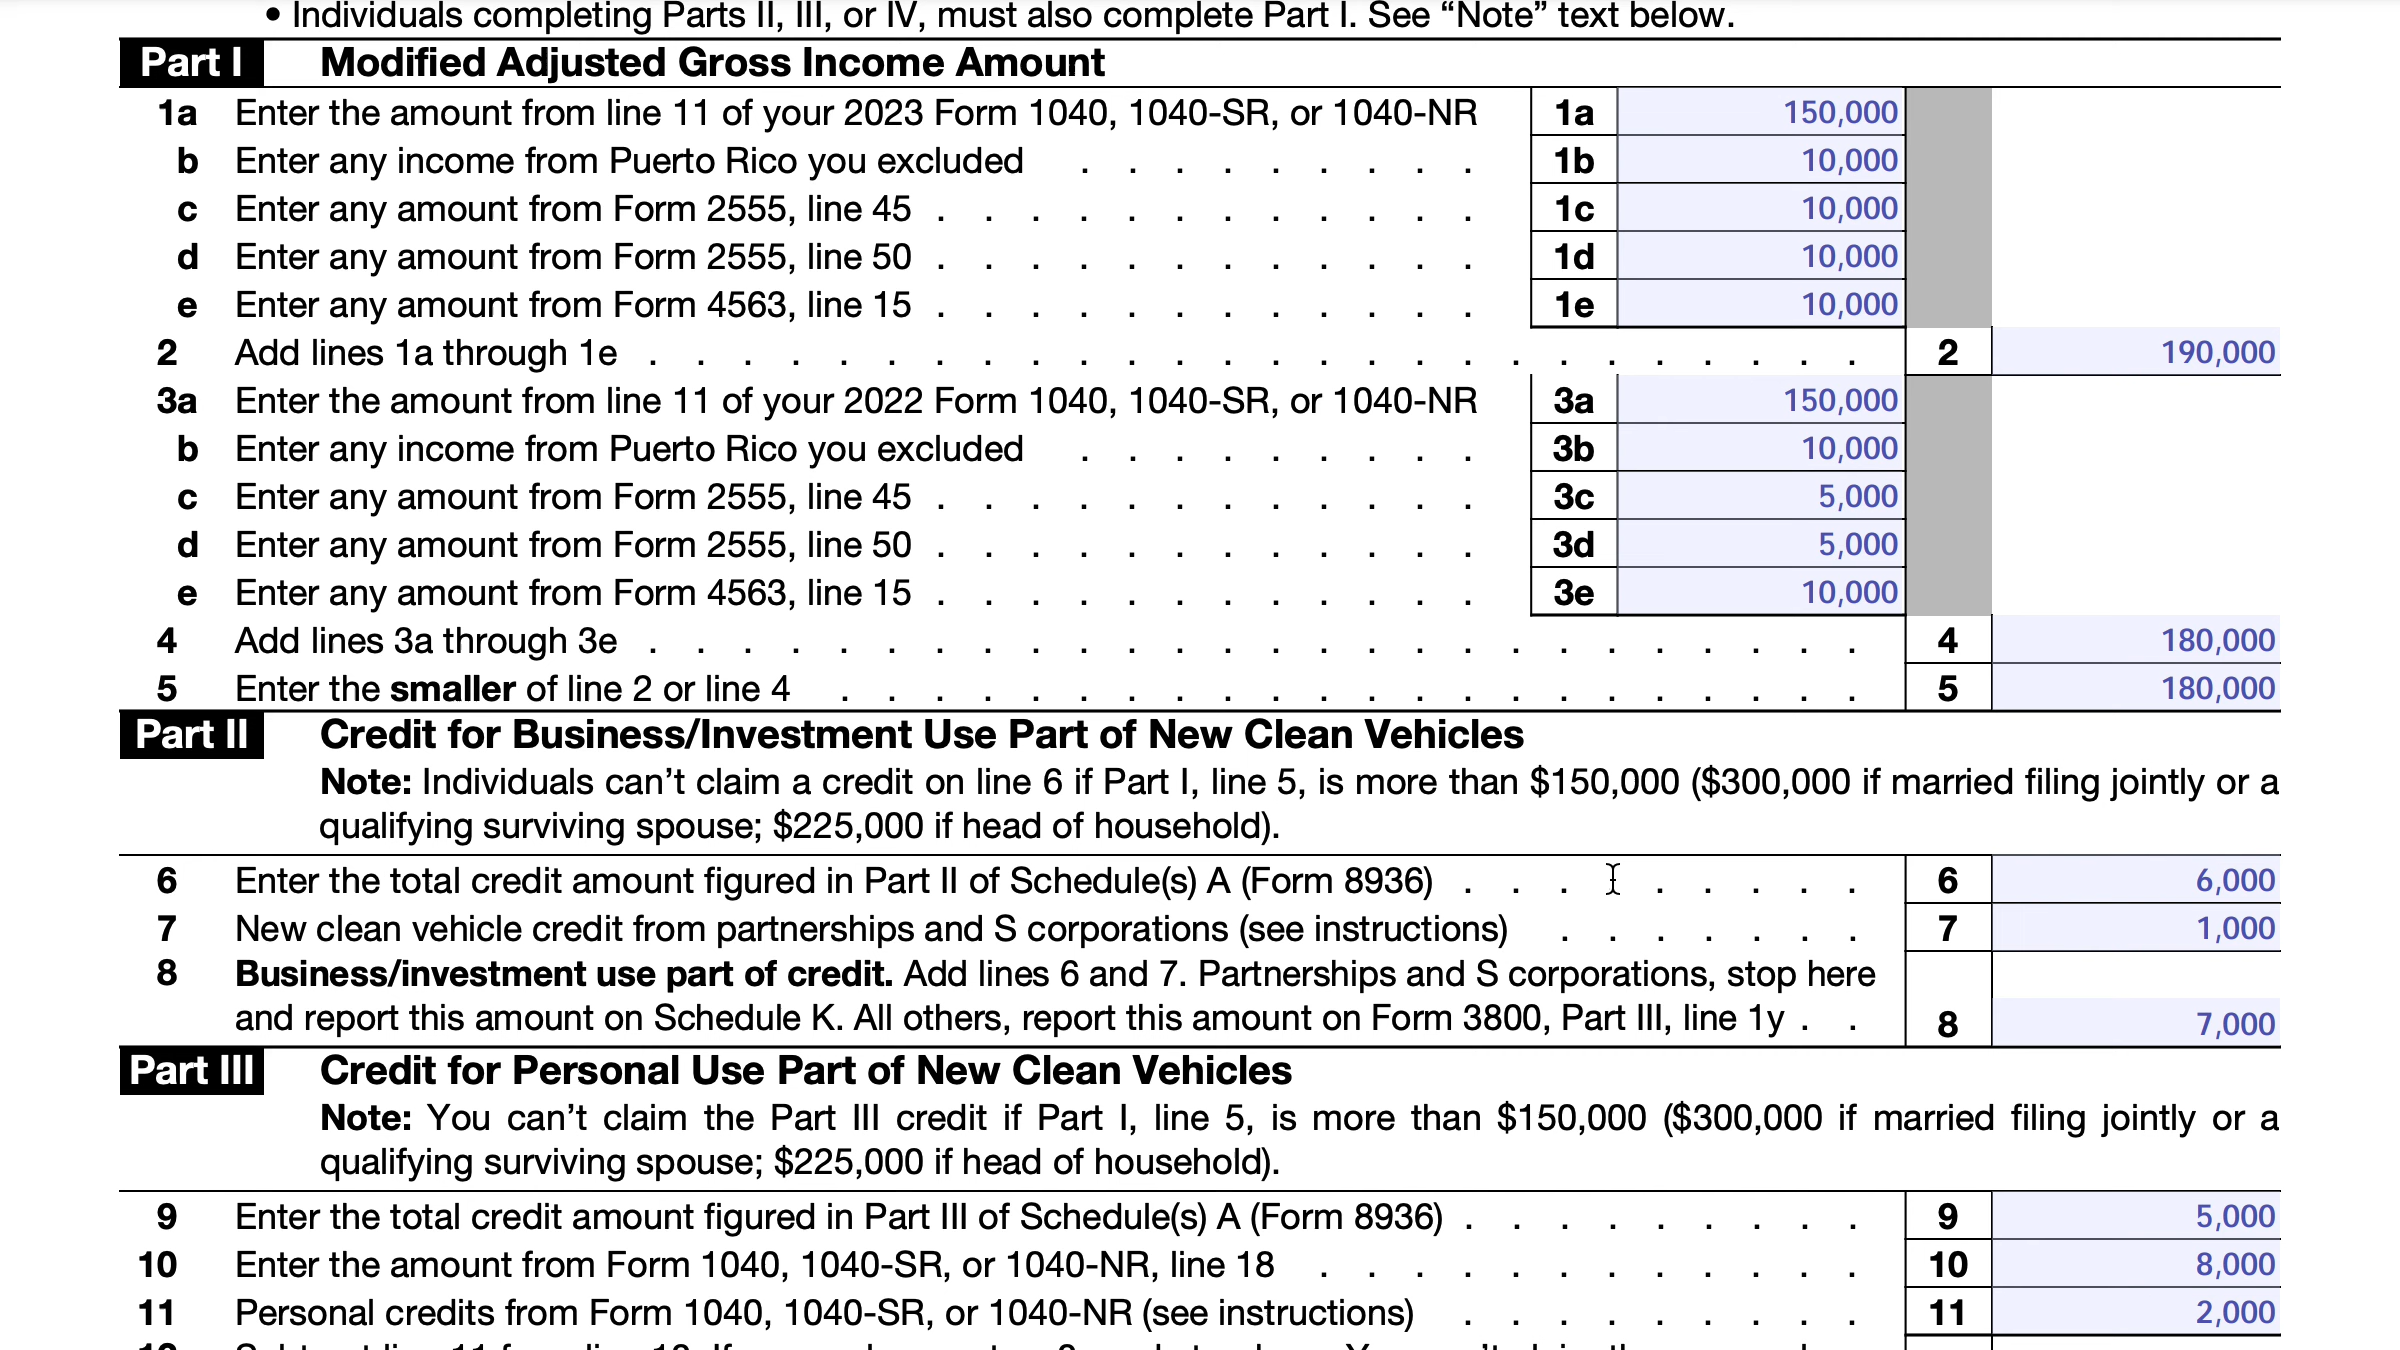 • Individuals completing Parts II, III, or IV, must also complete Part I. See “Note” text below.
Part I Modified Adjusted Gross Income Amount
1a Enter the amount from line 11 of your 2023 Form 1040, 1040-SR, or 1040-NR 1a 150,000
b Enter any income from Puerto Rico you excluded . . . . . . . . . 1b 10,000
c Enter any amount from Form 2555, line 45 . . . . . . . . . . . . 1c 10,000
d Enter any amount from Form 2555, line 50 . . . . . . . . . . . . 1d 10,000
e Enter any amount from Form 4563, line 15 . . . . . . . . . . . . 1e 10,000
2 Add lines 1a through 1e . . . . . . . . . . . . . . . . . . . . . . . . . . 2 190,000
3a Enter the amount from line 11 of your 2022 Form 1040, 1040-SR, or 1040-NR 3a 150,000
b Enter any income from Puerto Rico you excluded . . . . . . . . . 3b 10,000
c Enter any amount from Form 2555, line 45 . . . . . . . . . . . . 3c 5,000
d Enter any amount from Form 2555, line 50 . . . . . . . . . . . . 3d 5,000
e Enter any amount from Form 4563, line 15 . . . . . . . . . . . . 3e 10,000
4 Add lines 3a through 3e . . . . . . . . . . . . . . . . . . . . . . . . . . 4 180,000
5 Enter the smaller of line 2 or line 4 . . . . . . . . . . . . . . . . . . . . . . 5 180,000
Part II Credit for Business/Investment Use Part of New Clean Vehicles
Note: Individuals can’t claim a credit on line 6 if Part I, line 5, is more than $150,000 ($300,000 if married filing jointly or a
qualifying surviving spouse; $225,000 if head of household).
6 Enter the total credit amount figured in Part II of Schedule(s) A (Form 8936) . . . . . . . . 6 6,000
7 New clean vehicle credit from partnerships and S corporations (see instructions) . . . . . . . 7 1,000
8 Business/investment use part of credit. Add lines 6 and 7. Partnerships and S corporations, stop here
and report this amount on Schedule K. All others, report this amount on Form 3800, Part III, line 1y . . 8 7,000
Part III Credit for Personal Use Part of New Clean Vehicles
Note: You can’t claim the Part III credit if Part I, line 5, is more than $150,000 ($300,000 if married filing jointly or a
qualifying surviving spouse; $225,000 if head of household).
9 Enter the total credit amount figured in Part III of Schedule(s) A (Form 8936) . . . . . . . . . 9 5,000
10 Enter the amount from Form 1040, 1040-SR, or 1040-NR, line 18 . . . . . . . . . . . . 10 8,000
11 Personal credits from Form 1040, 1040-SR, or 1040-NR (see instructions) . . . . . . . . . 11 2,000